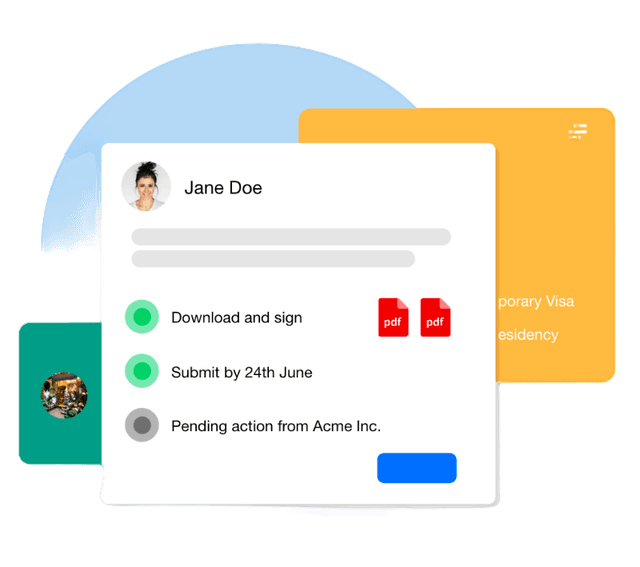 Jane Doe
Download and sign
pdf pdf
porary Visa
esidency
Submit by 24th June
Pending action from Acme Inc.